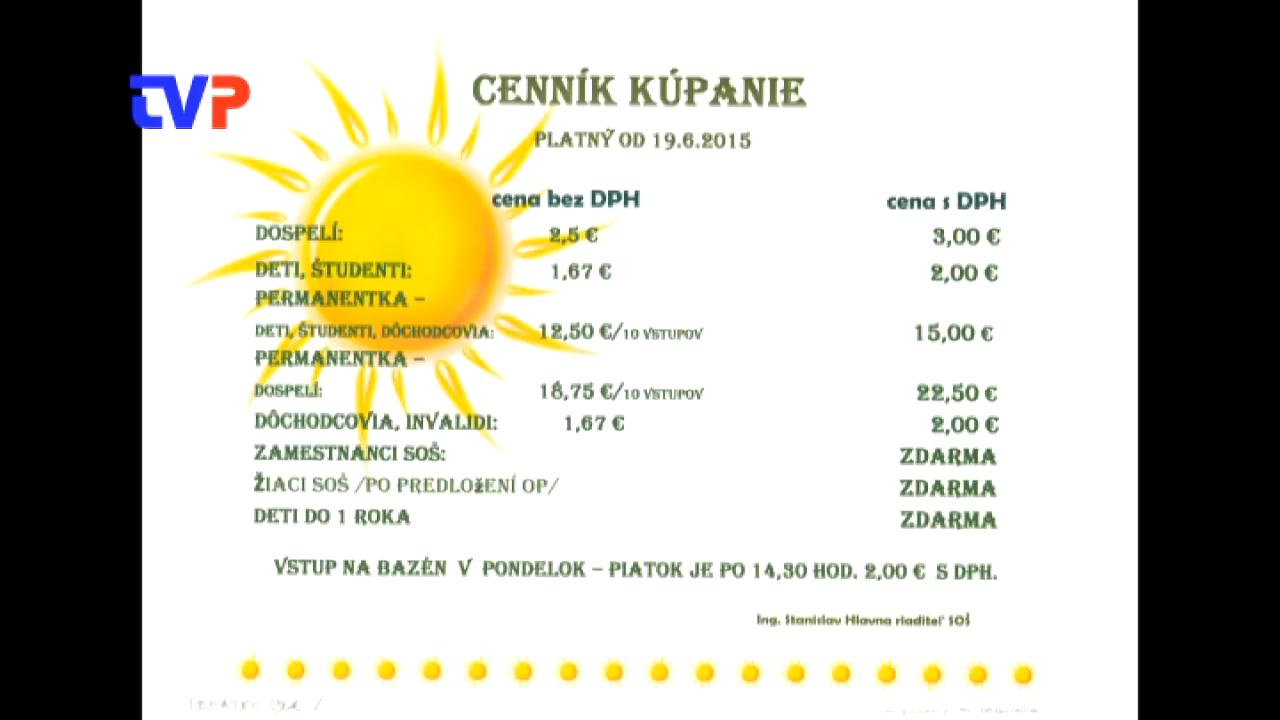 tVP
CENNÍK KÚPANIE
PLATNÝ OD 19.6.2015
cena bez DPH cena s DPH
DOSPELÍ: 2,5 € 3,00 €
DETI, ŠTUDENTI: 1,67 € 2,00 €
PERMANENTKA –
DETI, ŠTUDENTI, DÔCHODCOVIA: 12,50 €/10 VSTUPOV 15,00 €
PERMANENTKA –
DOSPELÍ: 18,75 €/10 VSTUPOV 22,50 €
DÔCHODCOVIA, INVALIDI: 1,67 € 2,00 €
ZAMESTNANCI SOŠ: ZDARMA
ŽIACI SOŠ /PO PREDLOžENÍ OP/ ZDARMA
DETI DO 1 ROKA ZDARMA
VSTUP NA BAZÉN V PONDELOK – PIATOK JE PO 14,30 HOD. 2,00 € S DPH.
Ing. Stanislav Hlavna riaditeľ SOŠ